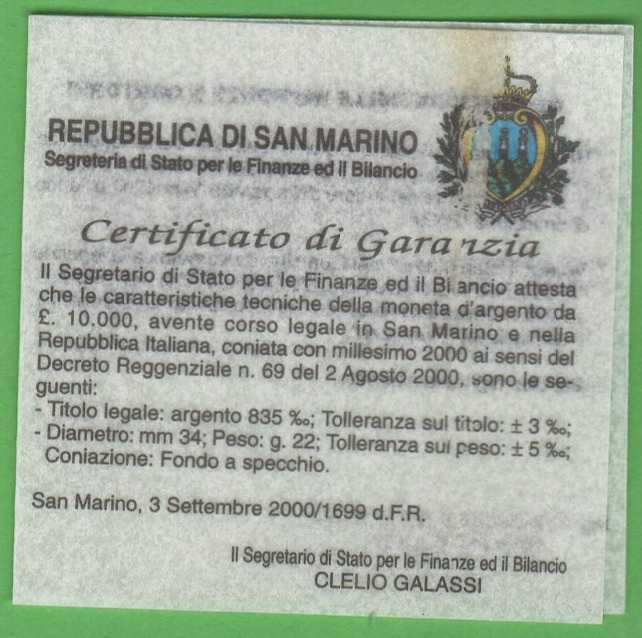 REPUBBLICA DI SAN MARINO
Segreteria di Stato per le Finanze ed il Bilancio
Certificato di Garanzia
Il Segretario di Stato per le Finanze ed il Bilancio attesta
che le caratteristiche tecniche della moneta d'argento da
£. 10.000, avente corso legale in San Marino e nella
Repubblica Italiana, coniata con millesimo 2000 ai sensi del
Decreto Reggenziale n. 69 del 2 Agosto 2000, sono le se-
guenti:
- Titolo legale: argento 835 ‰; Tolleranza sul titolo: ± 3 ‰;
- Diametro: mm 34; Peso: g. 22; Tolleranza sul peso: ± 5 ‰;
Coniazione: Fondo a specchio.
San Marino, 3 Settembre 2000/1699 d.F.R.
Il Segretario di Stato per le Finanze ed il Bilancio
CLELIO GALASSI